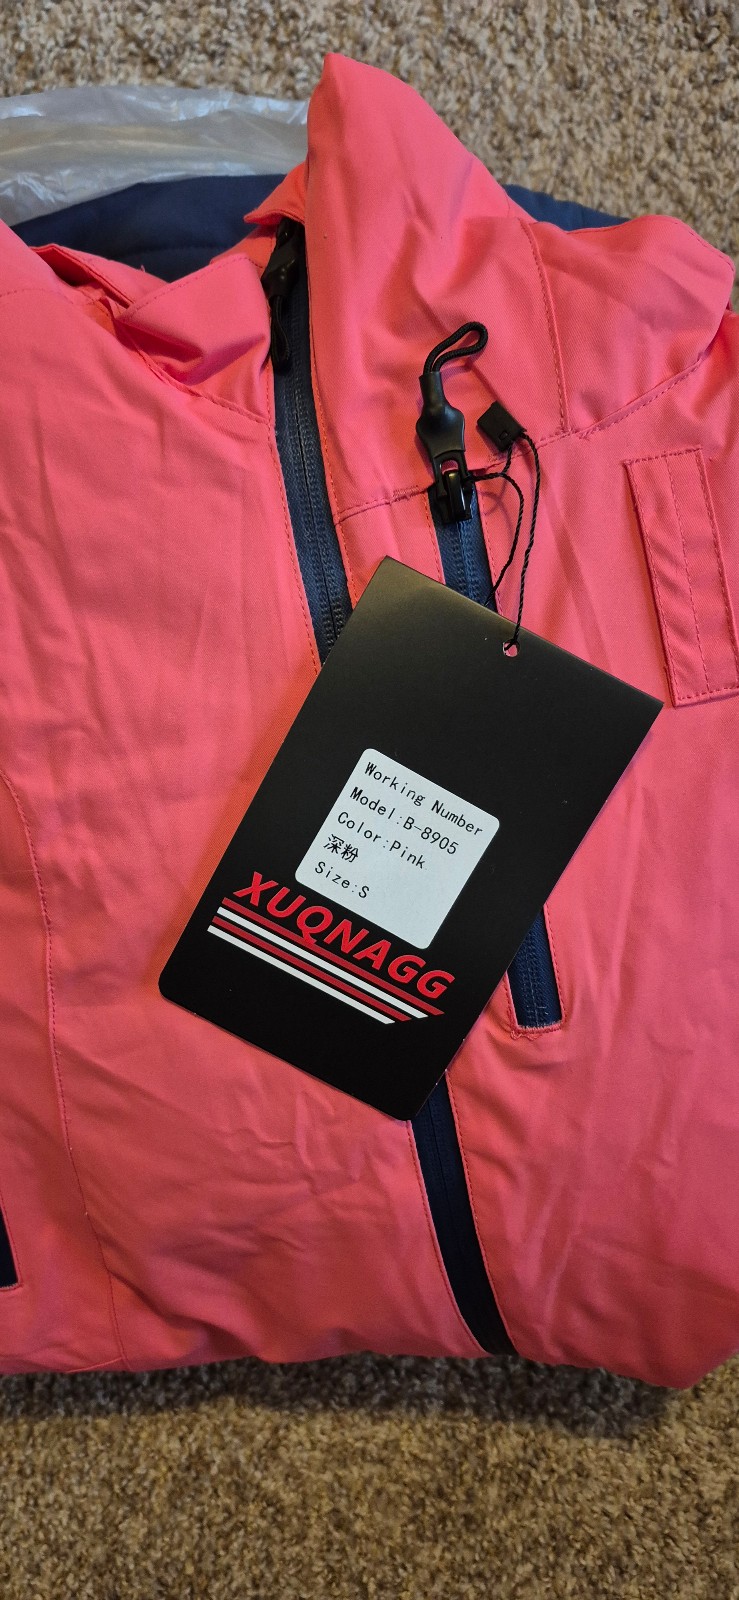 Working Number
Model:B-8905
Color:Pink
深粉
Size:S
XUQNAGG